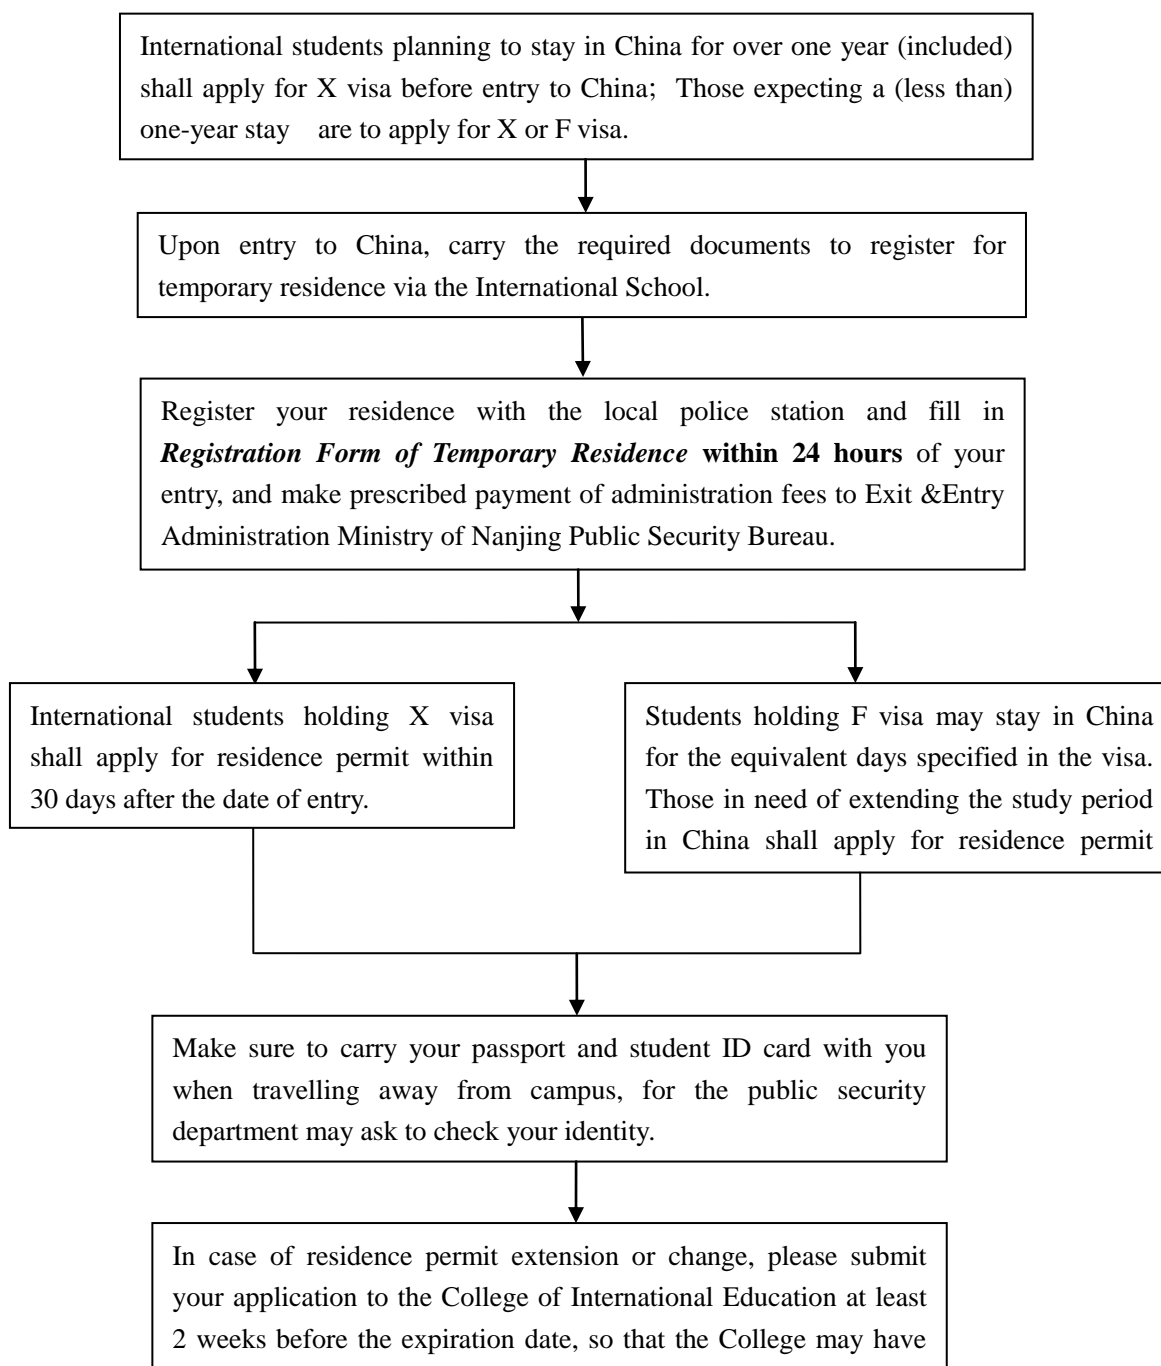 International students planning to stay in China for over one year (included)
shall apply for X visa before entry to China； Those expecting a (less than)
one-year stay are to apply for X or F visa.
Upon entry to China, carry the required documents to register for
temporary residence via the International School.
Register your residence with the local police station and fill in
Registration Form of Temporary Residence within 24 hours of your
entry, and make prescribed payment of administration fees to Exit &Entry
Administration Ministry of Nanjing Public Security Bureau.
International students holding X visa
shall apply for residence permit within
30 days after the date of entry.
Students holding F visa may stay in China
for the equivalent days specified in the visa.
Those in need of extending the study period
in China shall apply for residence permit
Make sure to carry your passport and student ID card with you
when travelling away from campus, for the public security
department may ask to check your identity.
In case of residence permit extension or change, please submit
your application to the College of International Education at least
2 weeks before the expiration date, so that the College may have